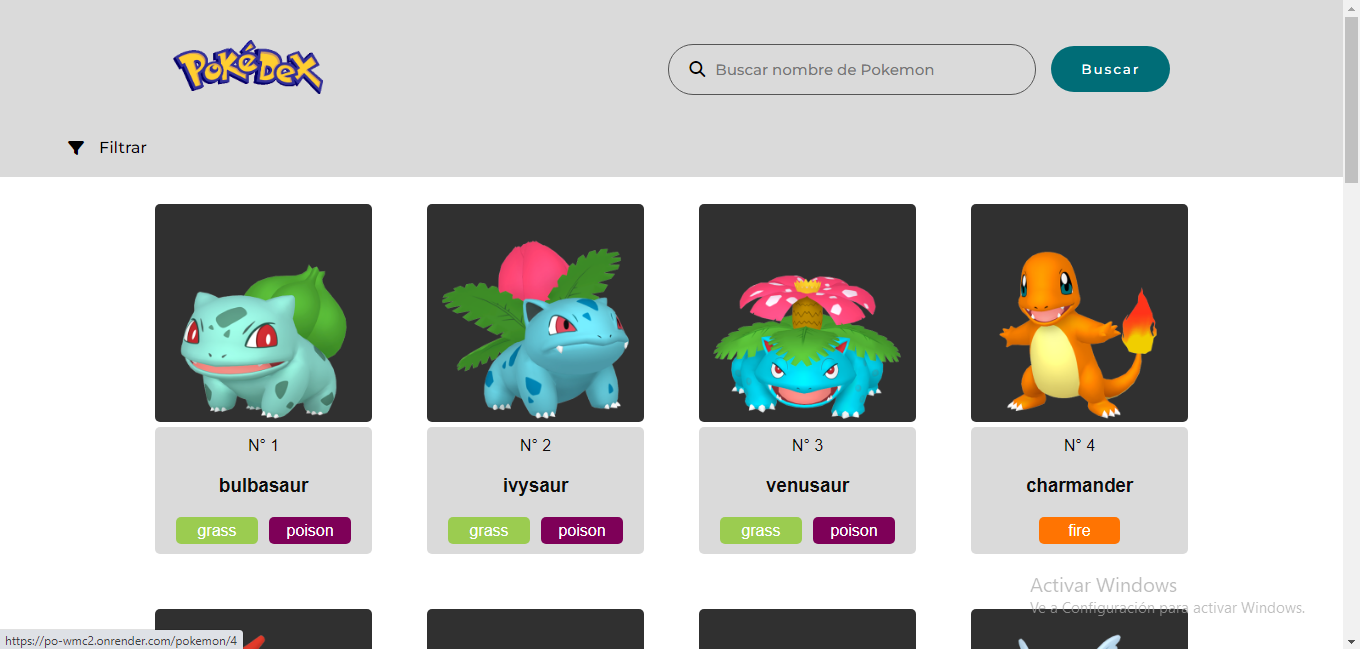 PokéDex
Buscar nombre de Pokemon
Buscar
Filtrar
N° 1
bulbasaur
grass poison
N° 2
ivysaur
grass poison
N° 3
venusaur
grass poison
N° 4
charmander
fire
Activar Windows
Ve a Configuración para activar Windows.
https://po-wmc2.onrender.com/pokemon/4